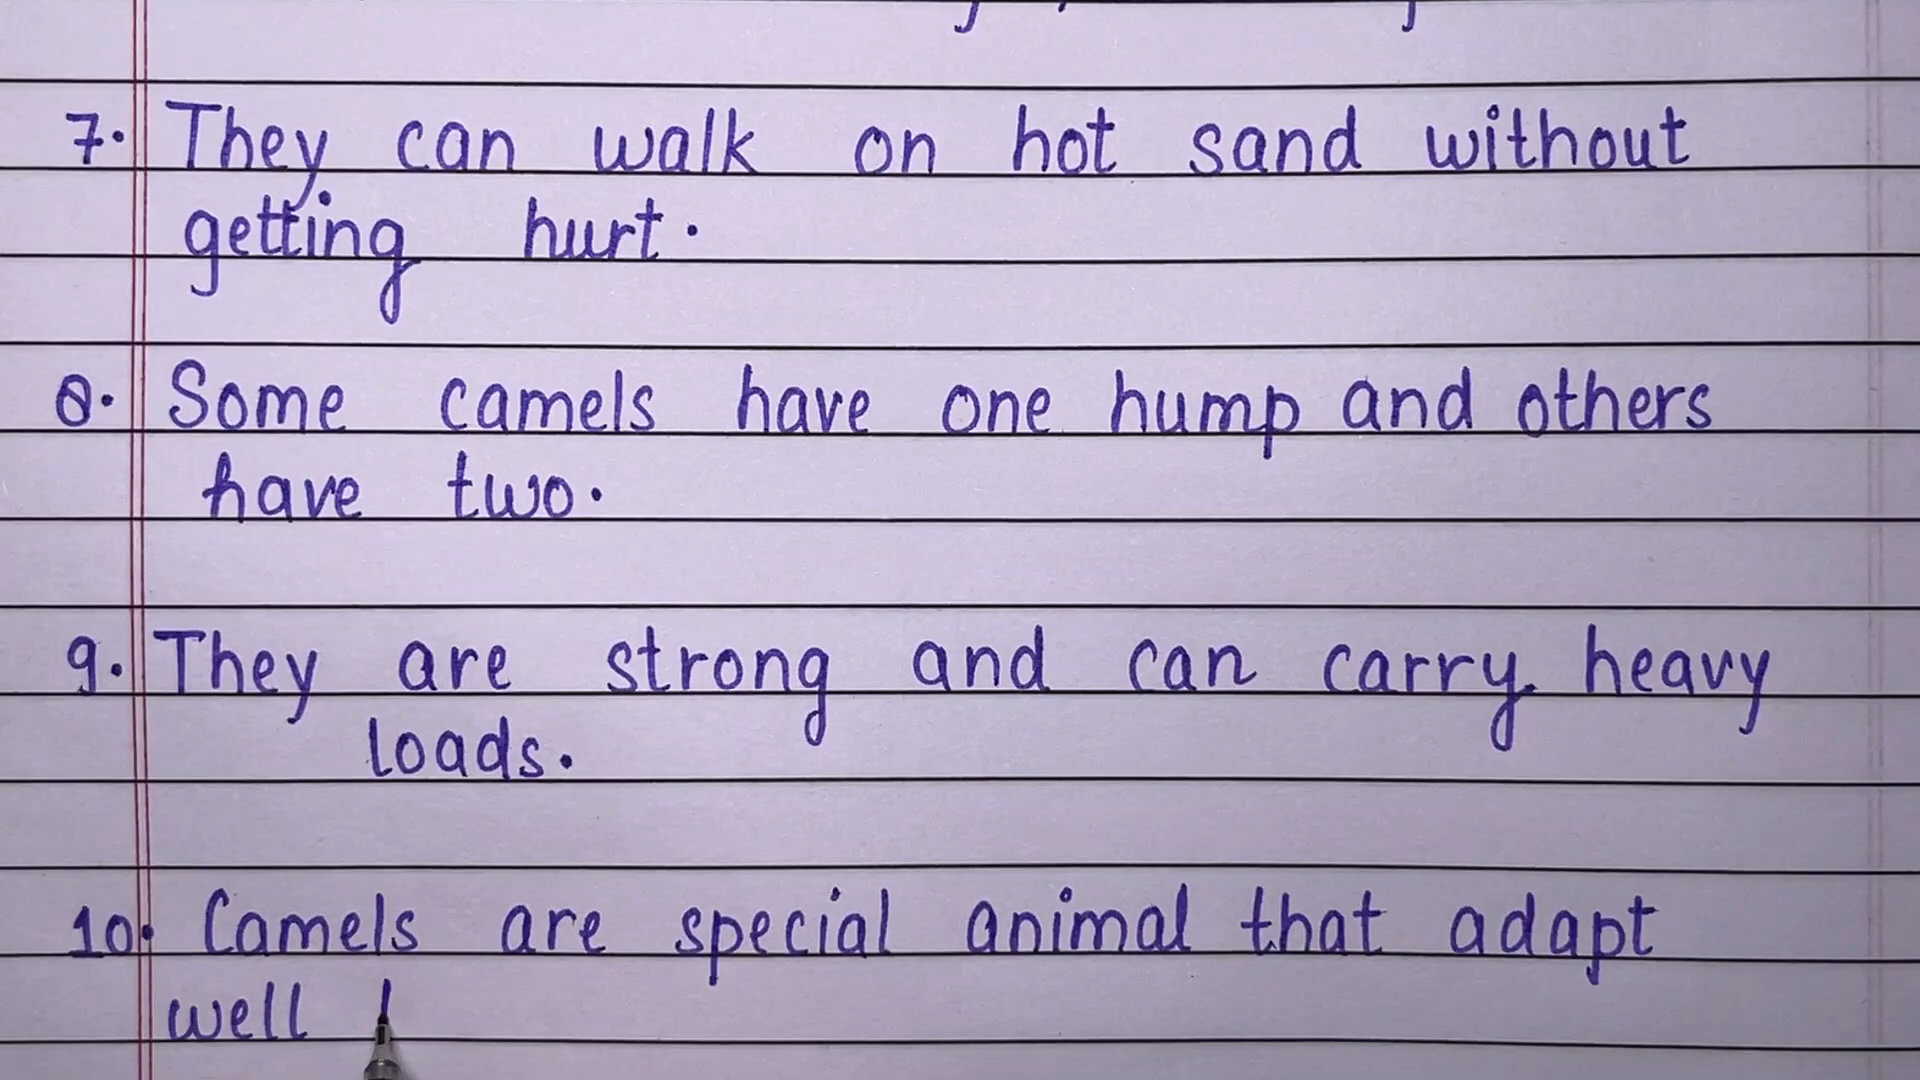 7. They can walk on hot sand without
getting hurt.
8. Some camels have one hump and others
have two.
9. They are strong and can carry heavy
loads.
10. Camels are special animal that adapt
well